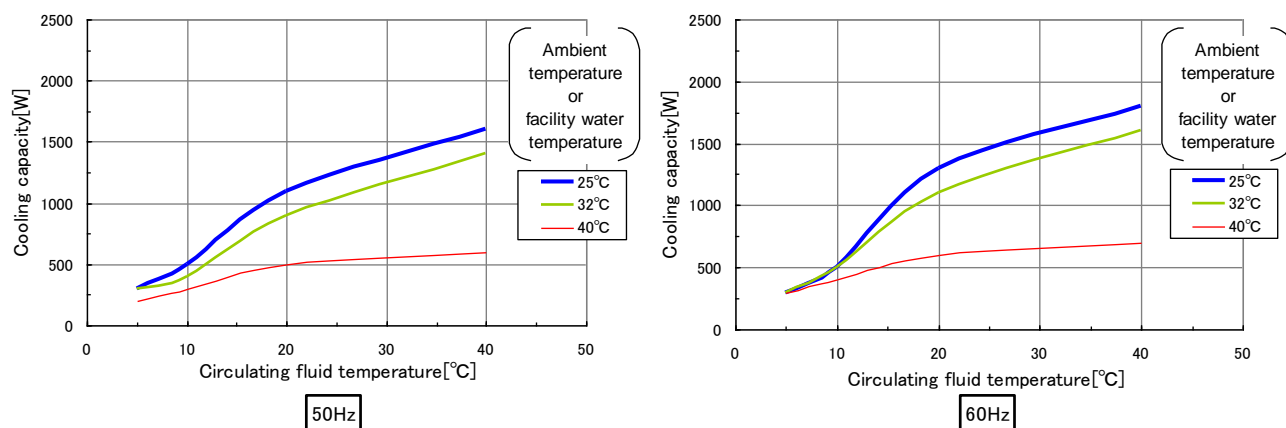 2500
2000
1500
1000
500
0
0 10 20 30 40 50
Cooling capacity[W]
Circulating fluid temperature[℃]
Ambient
temperature
or
facility water
temperature
25℃
32℃
40℃
50Hz
2500
2000
1500
1000
500
0
0 10 20 30 40 50
Cooling capacity[W]
Circulating fluid temperature[℃]
Ambient
temperature
or
facility water
temperature
25℃
32℃
40℃
60Hz